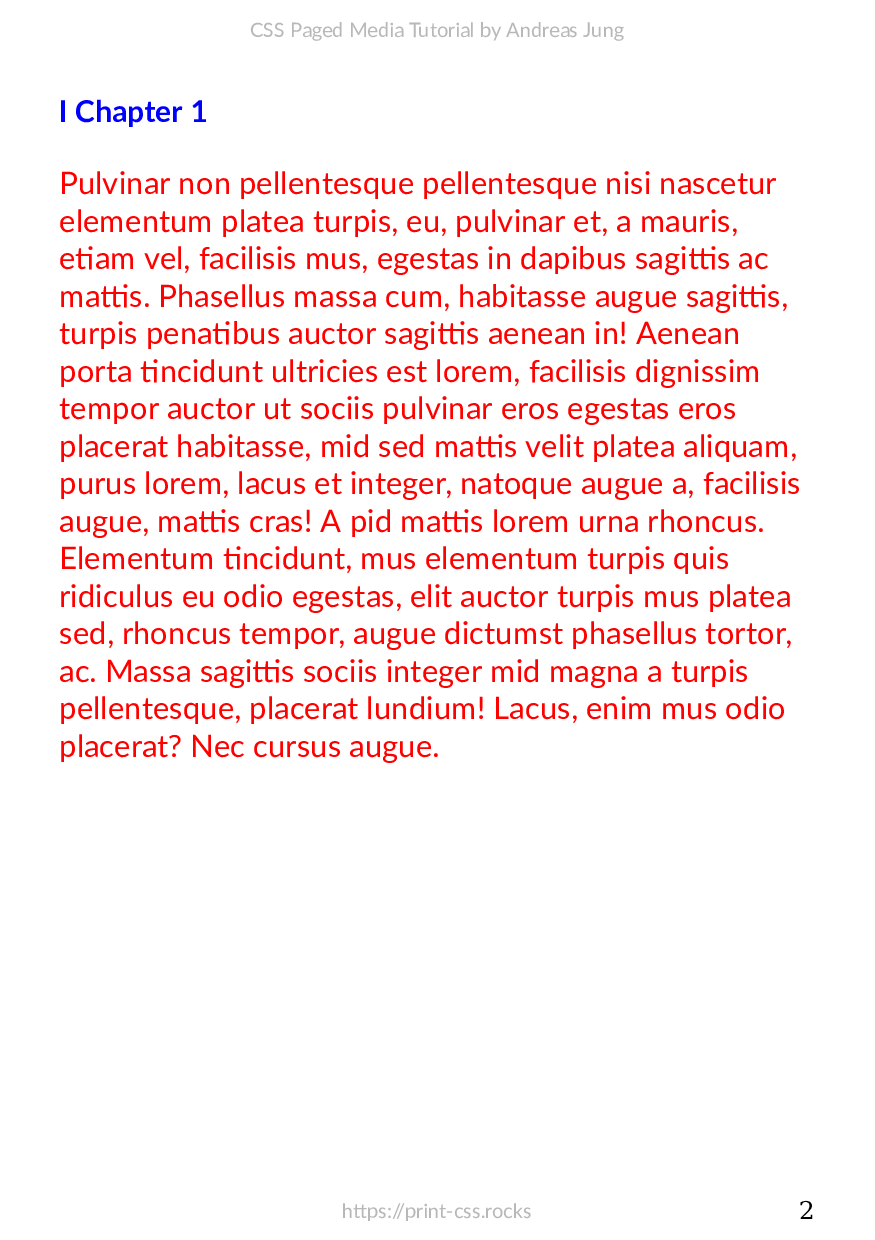 CSS Paged Media Tutorial by Andreas Jung
I Chapter 1
Pulvinar non pellentesque pellentesque nisi nascetur
elementum platea turpis, eu, pulvinar et, a mauris,
etiam vel, facilisis mus, egestas in dapibus sagittis ac
mattis. Phasellus massa cum, habitasse augue sagittis,
turpis penatibus auctor sagittis aenean in! Aenean
porta tincidunt ultricies est lorem, facilisis dignissim
tempor auctor ut sociis pulvinar eros egestas eros
placerat habitasse, mid sed mattis velit platea aliquam,
purus lorem, lacus et integer, natoque augue a, facilisis
augue, mattis cras! A pid mattis lorem urna rhoncus.
Elementum tincidunt, mus elementum turpis quis
ridiculus eu odio egestas, elit auctor turpis mus platea
sed, rhoncus tempor, augue dictumst phasellus tortor,
ac. Massa sagittis sociis integer mid magna a turpis
pellentesque, placerat lundium! Lacus, enim mus odio
placerat? Nec cursus augue.
https://print-css.rocks
2